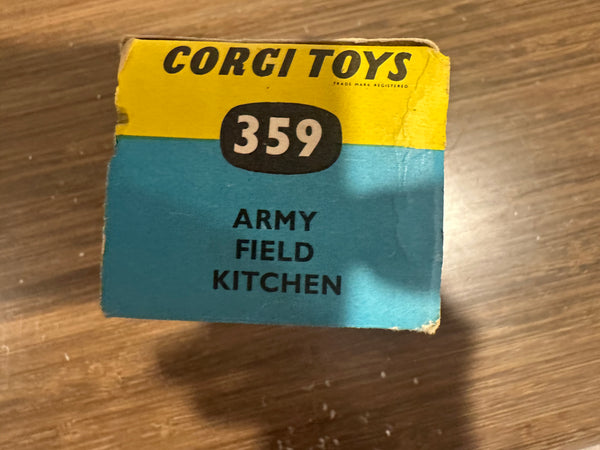 CORGI TOYS
TRADE MARK REGISTERED
359
ARMY
FIELD
KITCHEN